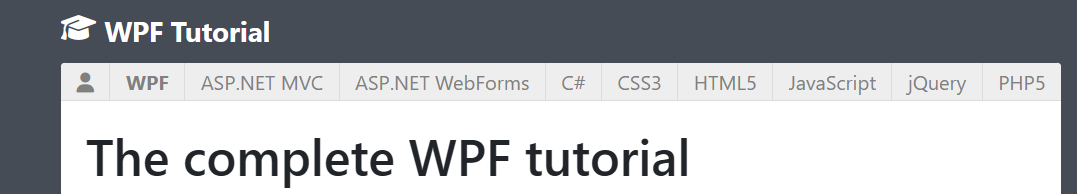 WPF Tutorial
WPF ASP.NET MVC ASP.NET WebForms C# CSS3 HTML5 JavaScript jQuery PHP5
The complete WPF tutorial